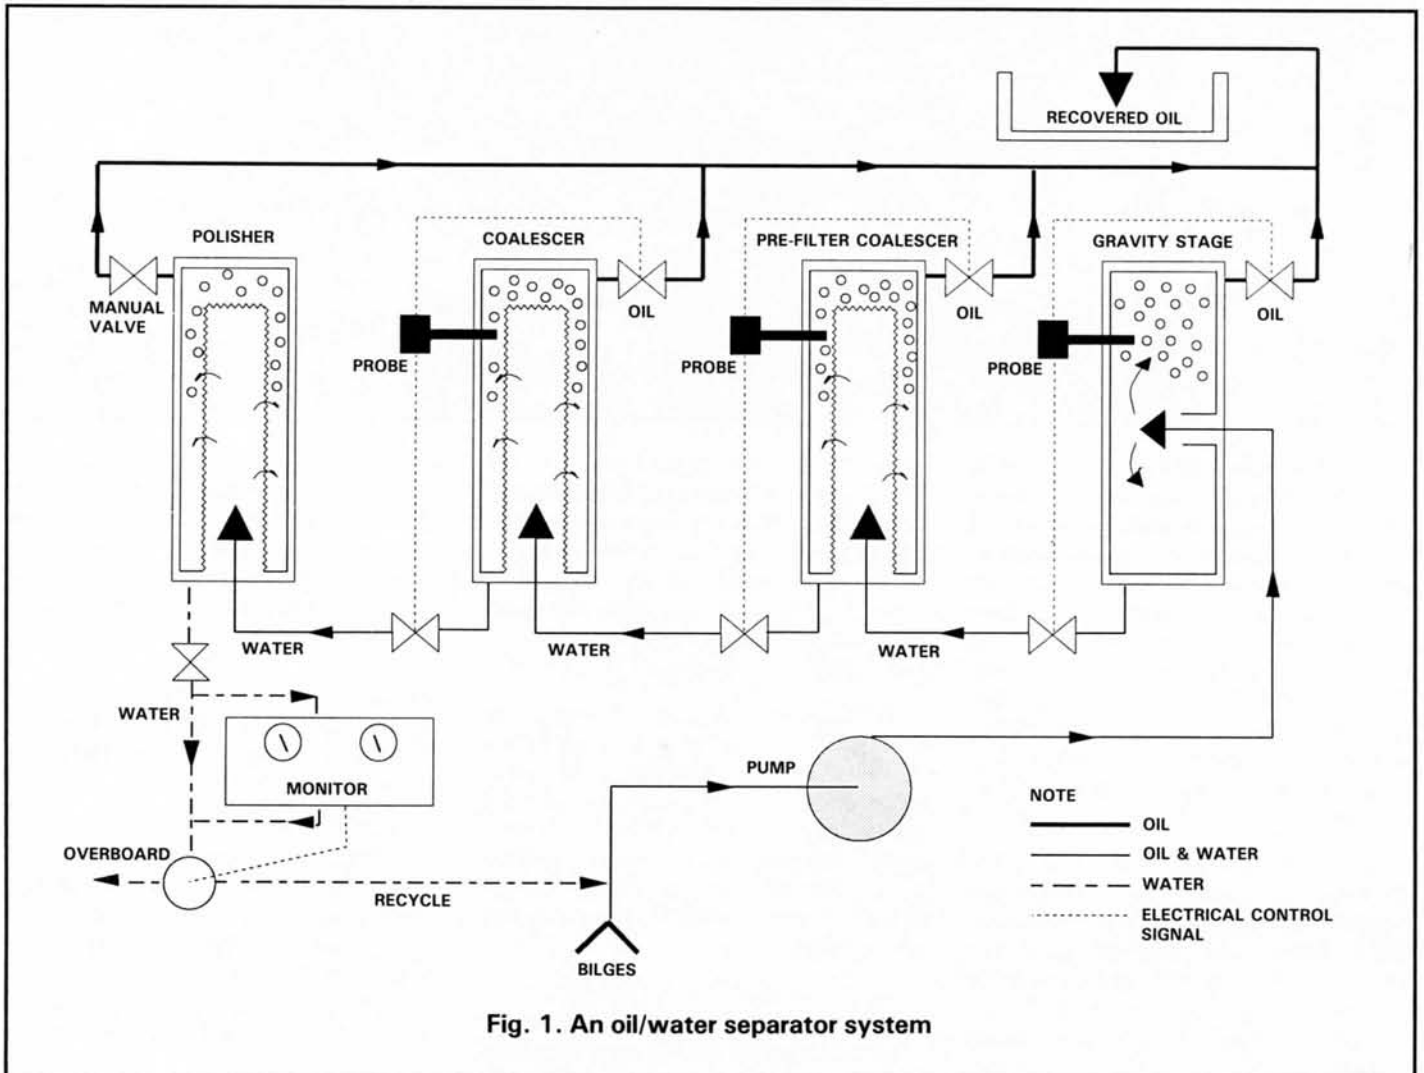 RECOVERED OIL
POLISHER
COALESCER
PRE-FILTER COALESCER
GRAVITY STAGE
MANUAL
VALVE
OIL
OIL
OIL
PROBE
PROBE
PROBE
WATER
WATER
WATER
WATER
MONITOR
PUMP
OVERBOARD
RECYCLE
BILGES
NOTE
OIL
OIL & WATER
WATER
ELECTRICAL CONTROL
SIGNAL
Fig. 1. An oil/water separator system